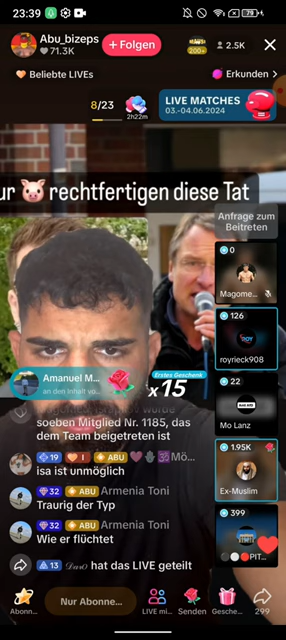 23:39
79
Abu_bizeps
71.3K
+ Folgen
200+
2.5K
Beliebte LIVEs
Erkunden >
8/23
2h22m
LIVE MATCHES
03.-04.06.2024
ur 🐷 rechtfertigen diese Tat
Anfrage zum
Beitreten
0
Magome...
126
royrieck908
22
Mo Lanz
1.95K
Ex-Muslim
399
PIT...
Amanuel M...
an den Inhalt vo...
Erstes Geschenk
x 15
soeben Mitglied Nr. 1185, das
dem Team beigetreten ist
19 ABU Mö...
isa ist unmöglich
32 ABU Armenia Toni
Traurig der Typ
32 ABU Armenia Toni
Wie er flüchtet
13 hat das LIVE geteilt
Abonn...
Nur Abonne...
LIVE mi...
Senden
Gesche...
299